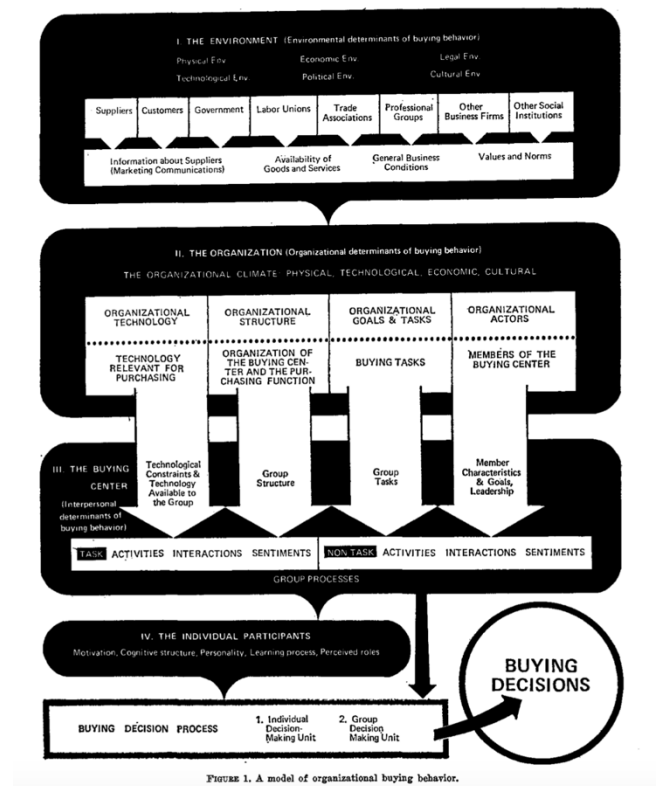 I. THE ENVIRONMENT (Environmental determinants of buying behavior)
Physical Env. Economic Env. Legal Env.
Technological Env. Political Env. Cultural Env
Suppliers Customers Government Labor Unions Trade Associations Professional Groups Other Business Firms Other Social Institutions
Information about Suppliers (Marketing Communications) Availability of Goods and Services General Business Conditions Values and Norms
II. THE ORGANIZATION (Organizational determinants of buying behavior)
THE ORGANIZATIONAL CLIMATE: PHYSICAL, TECHNOLOGICAL, ECONOMIC, CULTURAL
ORGANIZATIONAL TECHNOLOGY
ORGANIZATIONAL STRUCTURE
ORGANIZATIONAL GOALS & TASKS
ORGANIZATIONAL ACTORS
TECHNOLOGY RELEVANT FOR PURCHASING
ORGANIZATION OF THE BUYING CEN-
TER AND THE PUR-
CHASING FUNCTION
BUYING TASKS
MEMBERS OF THE BUYING CENTER
III. THE BUYING
CENTER
(Interpersonal
determinants of
buying behavior)
Technological
Constraints &
Technology
Available to
the Group
Group
Structure
Group
Tasks
Member
Characteristics
& Goals,
Leadership
TASK ACTIVITIES INTERACTIONS SENTIMENTS NON TASK ACTIVITIES INTERACTIONS SENTIMENTS
GROUP PROCESSES
IV. THE INDIVIDUAL PARTICIPANTS
Motivation, Cognitive structure, Personality, Learning process, Perceived roles
BUYING DECISION PROCESS
1. Individual
Decision-
Making Unit
2. Group
Decision
Making Unit
BUYING
DECISIONS
FIGURE 1. A model of organizational buying behavior.